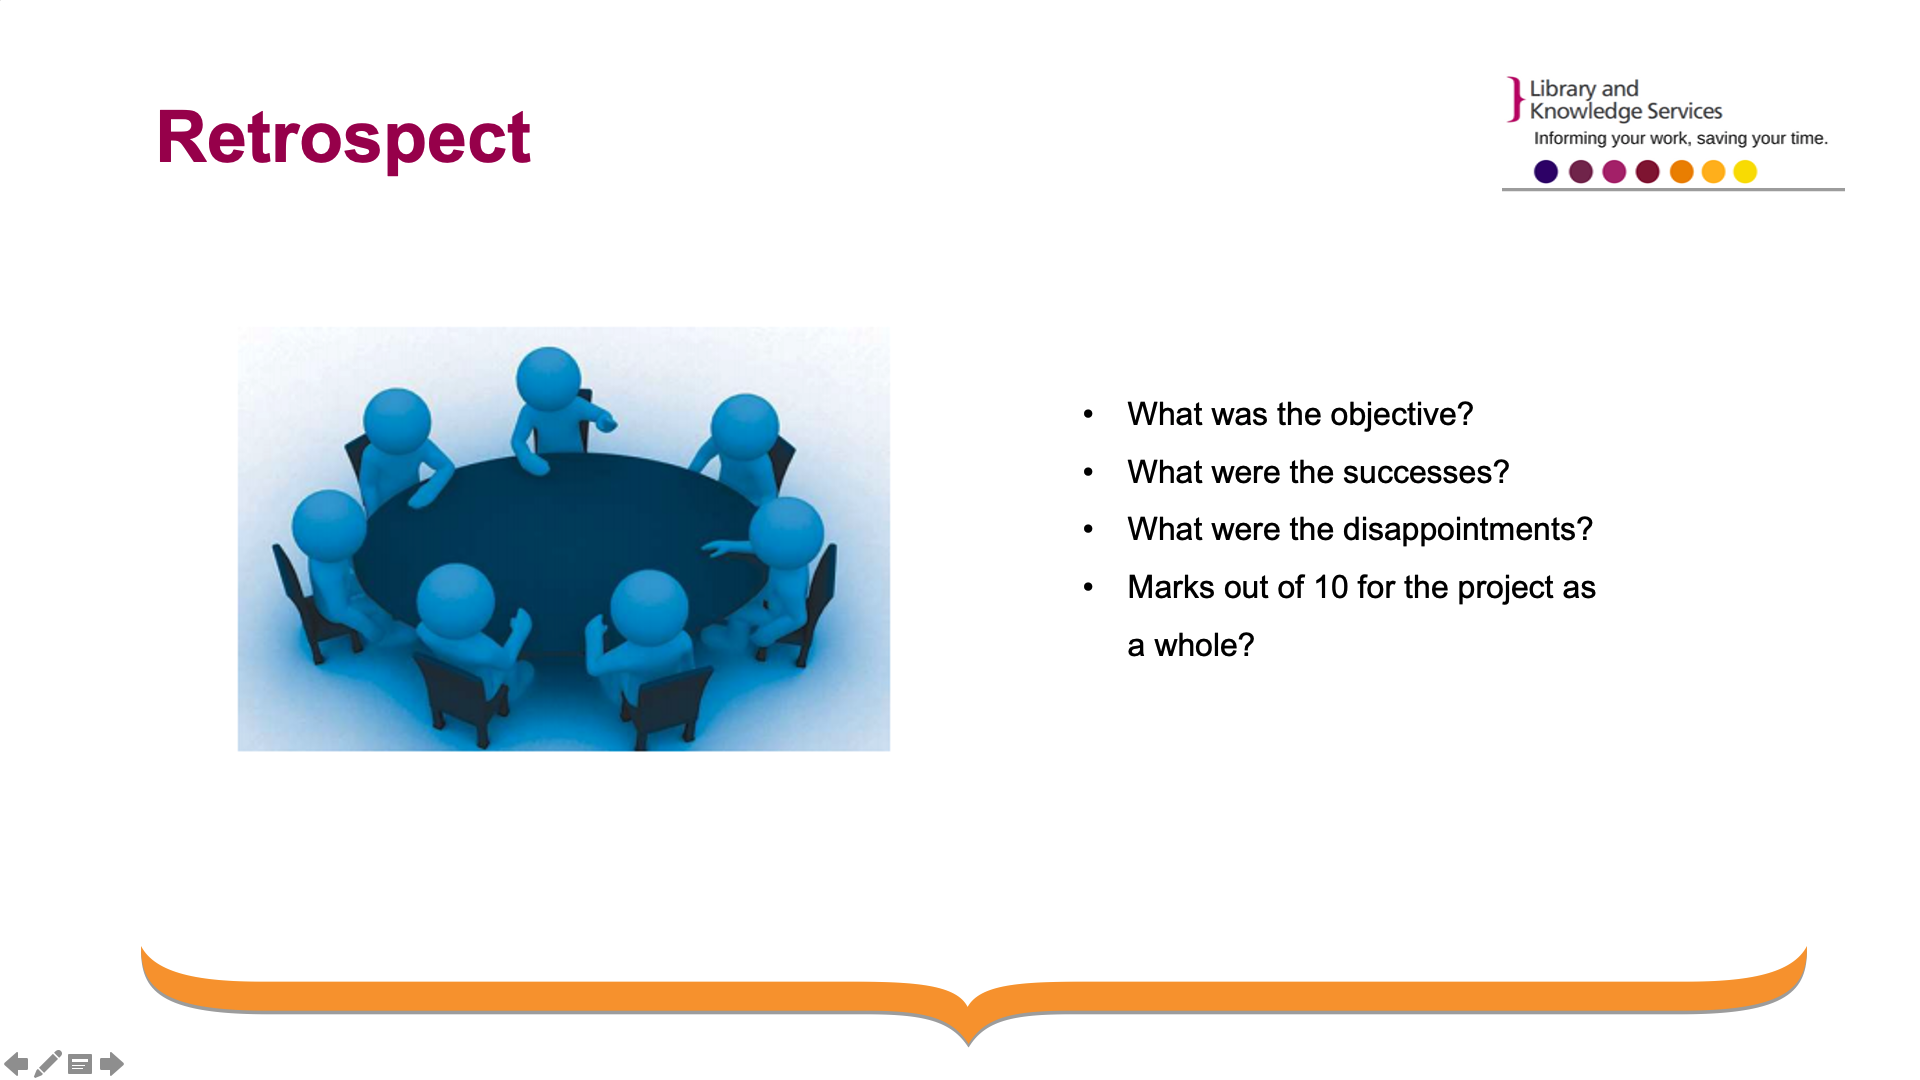 Retrospect
Library and
Knowledge Services
Informing your work, saving your time.
• What was the objective?
• What were the successes?
• What were the disappointments?
• Marks out of 10 for the project as
a whole?